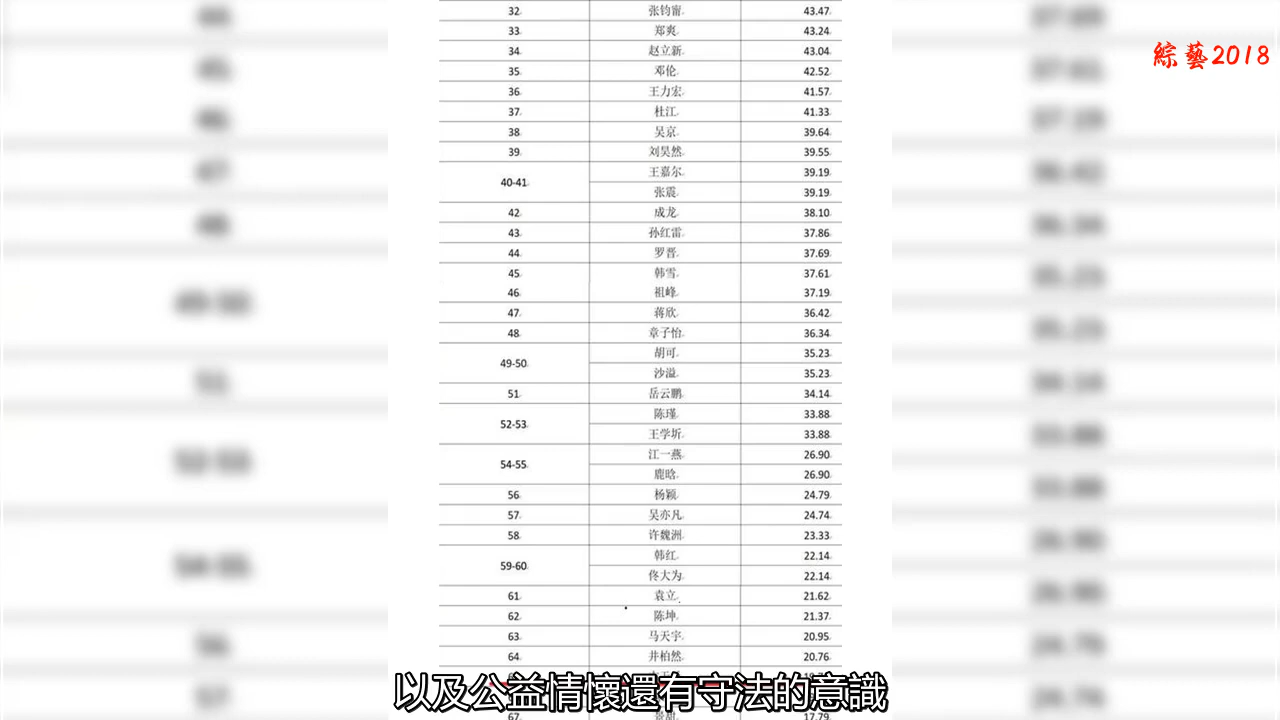 32 张钧甯 43.47
綜藝2018
33 郑爽 43.24
34 赵立新 43.04
35 邓伦 42.52
36 王力宏 41.57
37 杜江 41.33
38 吴京 39.64
39 刘昊然 39.55
40-41 王嘉尔 39.19
张震 39.19
42 成龙 38.10
43 孙红雷 37.86
44 罗晋 37.69
45 韩雪 37.61
46 祖峰 37.19
47 蒋欣 36.42
48 章子怡 36.34
49-50 胡可 35.23
沙溢 35.23
51 岳云鹏 34.14
52-53 陈瑾 33.88
王学圻 33.88
54-55 江一燕 26.90
鹿晗 26.90
56 杨颖 24.79
57 吴亦凡 24.74
58 许魏洲 23.33
59-60 韩红 22.14
佟大为 22.14
61 袁立 21.62
62 陈坤 21.37
63 马天宇 20.95
64 井柏然 20.76
以及公益情懷還有守法的意識
67 景甜 17.79